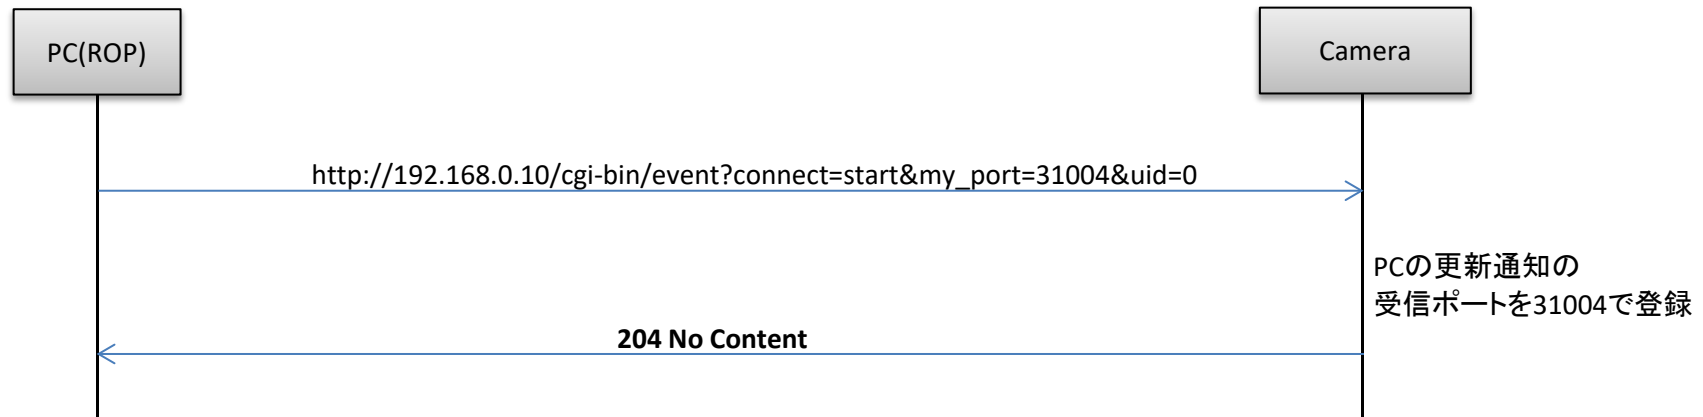 PC(ROP)
Camera
http://192.168.0.10/cgi-bin/event?connect=start&my_port=31004&uid=0
PCの更新通知の
受信ポートを31004で登録
204 No Content